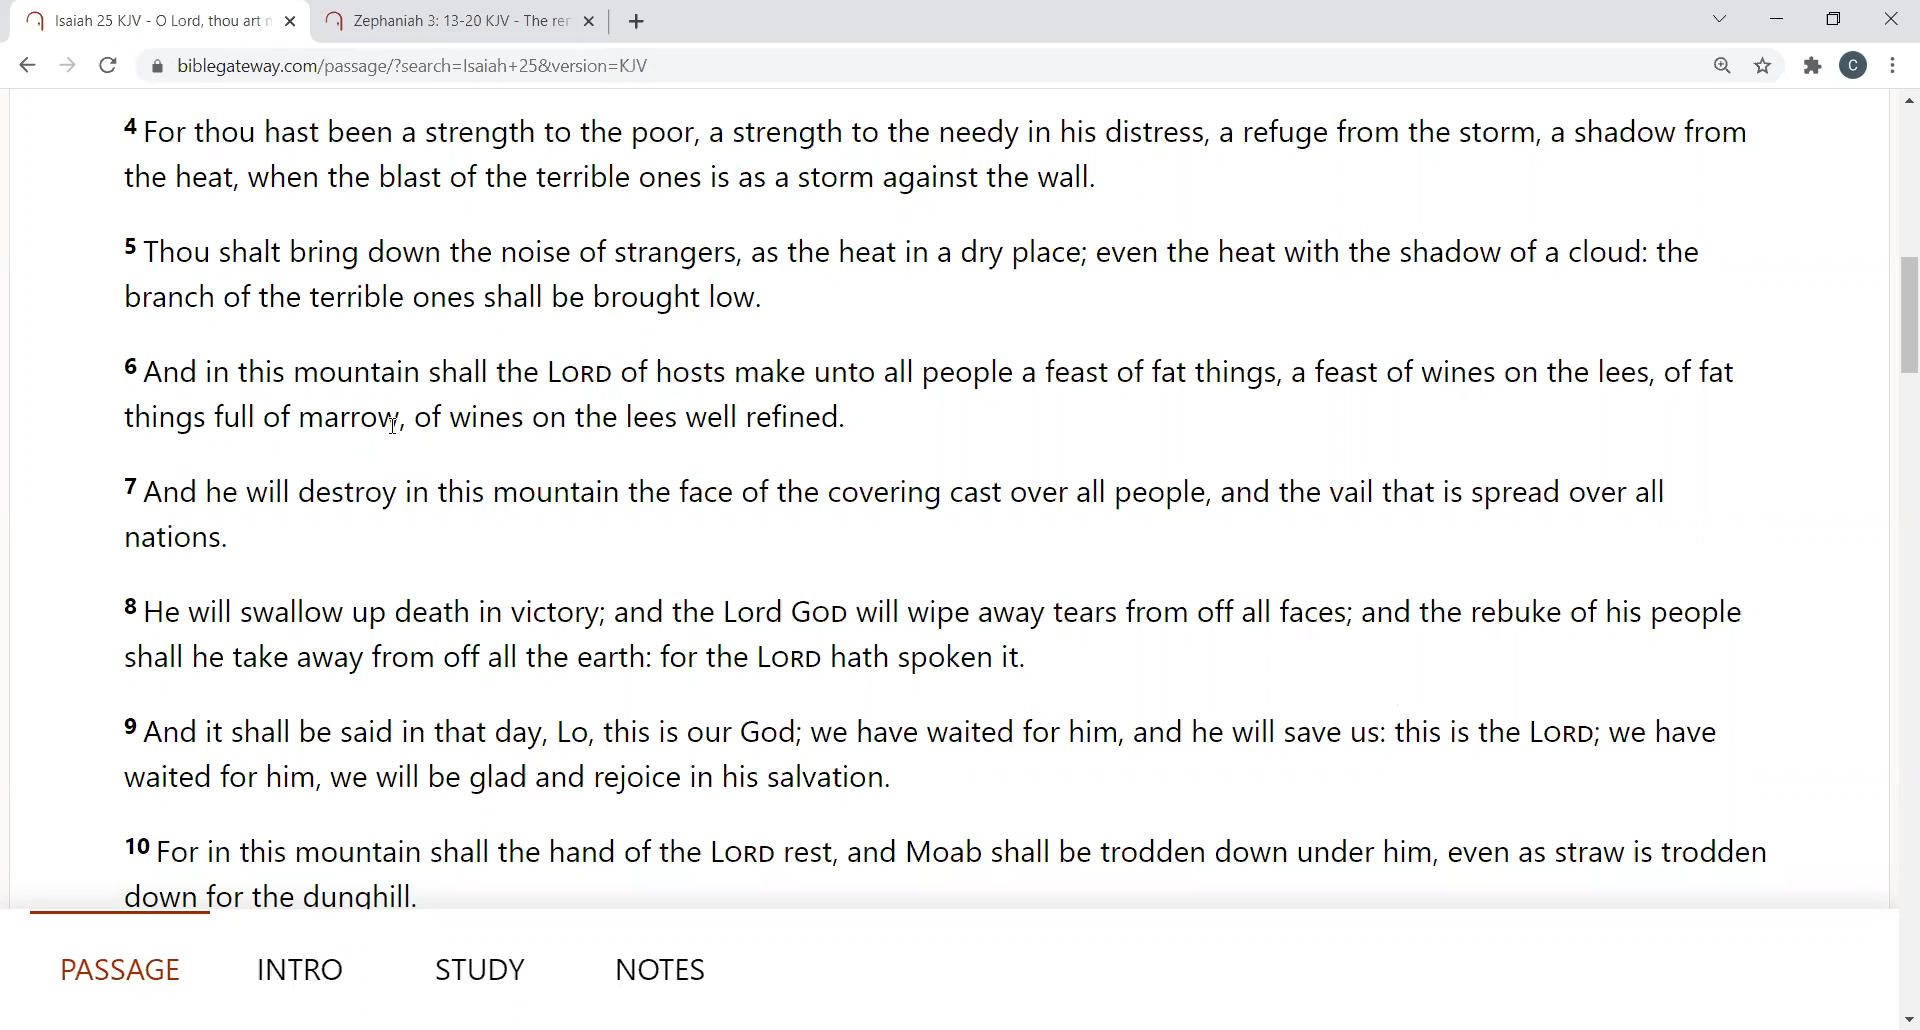 Isaiah 25 KJV - O Lord, thou art
Zephaniah 3: 13-20 KJV - The
biblegateway.com/passage/?search=Isaiah+25&version=KJV
C
4 For thou hast been a strength to the poor, a strength to the needy in his distress, a refuge from the storm, a shadow from
the heat, when the blast of the terrible ones is as a storm against the wall.
5 Thou shalt bring down the noise of strangers, as the heat in a dry place; even the heat with the shadow of a cloud: the
branch of the terrible ones shall be brought low.
6 And in this mountain shall the LORD of hosts make unto all people a feast of fat things, a feast of wines on the lees, of fat
things full of marrow, of wines on the lees well refined.
7 And he will destroy in this mountain the face of the covering cast over all people, and the vail that is spread over all
nations.
8 He will swallow up death in victory; and the Lord GOD will wipe away tears from off all faces; and the rebuke of his people
shall he take away from off all the earth: for the LORD hath spoken it.
9 And it shall be said in that day, Lo, this is our God; we have waited for him, and he will save us: this is the LORD; we have
waited for him, we will be glad and rejoice in his salvation.
10 For in this mountain shall the hand of the LORD rest, and Moab shall be trodden down under him, even as straw is trodden
down for the dunghill.
PASSAGE INTRO STUDY NOTES